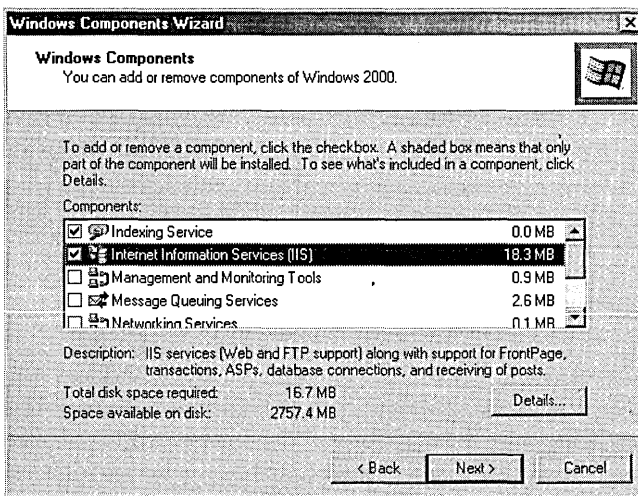 Windows Components Wizard
Windows Components
You can add or remove components of Windows 2000.
To add or remove a component, click the checkbox. A shaded box means that only
part of the component will be installed. To see what's included in a component, click
Details.
Components:
Indexing Service 0.0 MB
Internet Information Services (IIS) 18.3 MB
Management and Monitoring Tools 0.9 MB
Message Queuing Services 2.6 MB
Networking Services 0.1 MB
Description: IIS services (Web and FTP support) along with support for FrontPage,
transactions, ASPs, database connections, and receiving of posts.
Total disk space required: 16.7 MB
Space available on disk: 2757.4 MB
Details...
< Back Next > Cancel